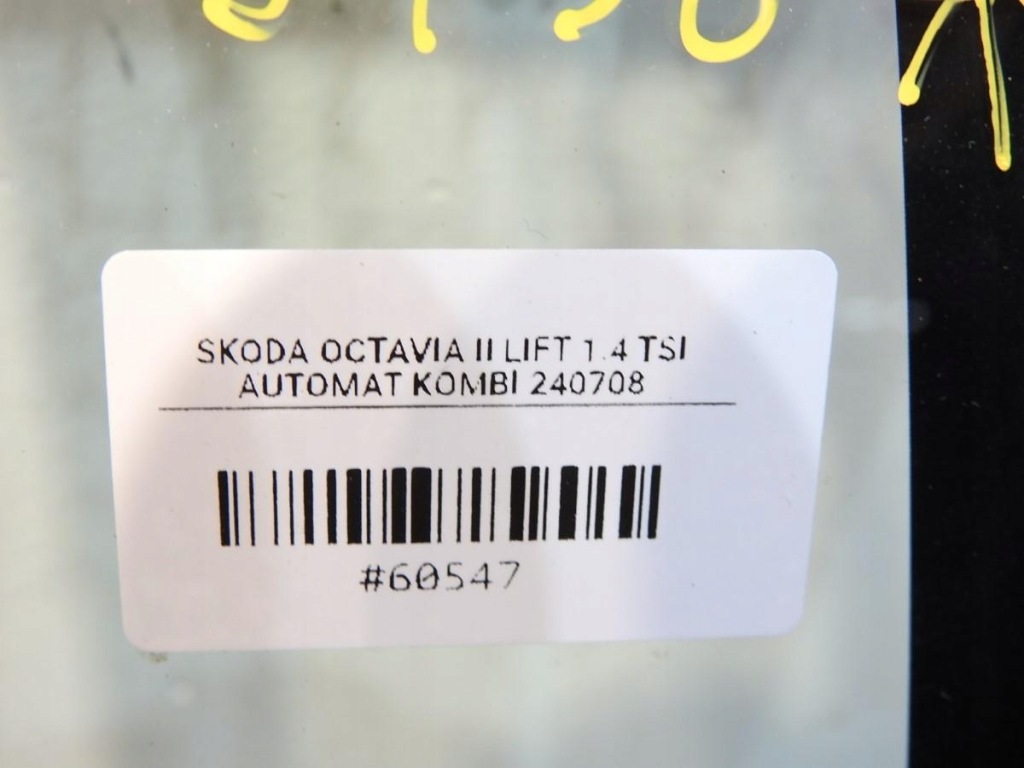 SKODA OCTAVIA II LIFT 1.4 TSI
AUTOMAT KOMBI 240708
#60547